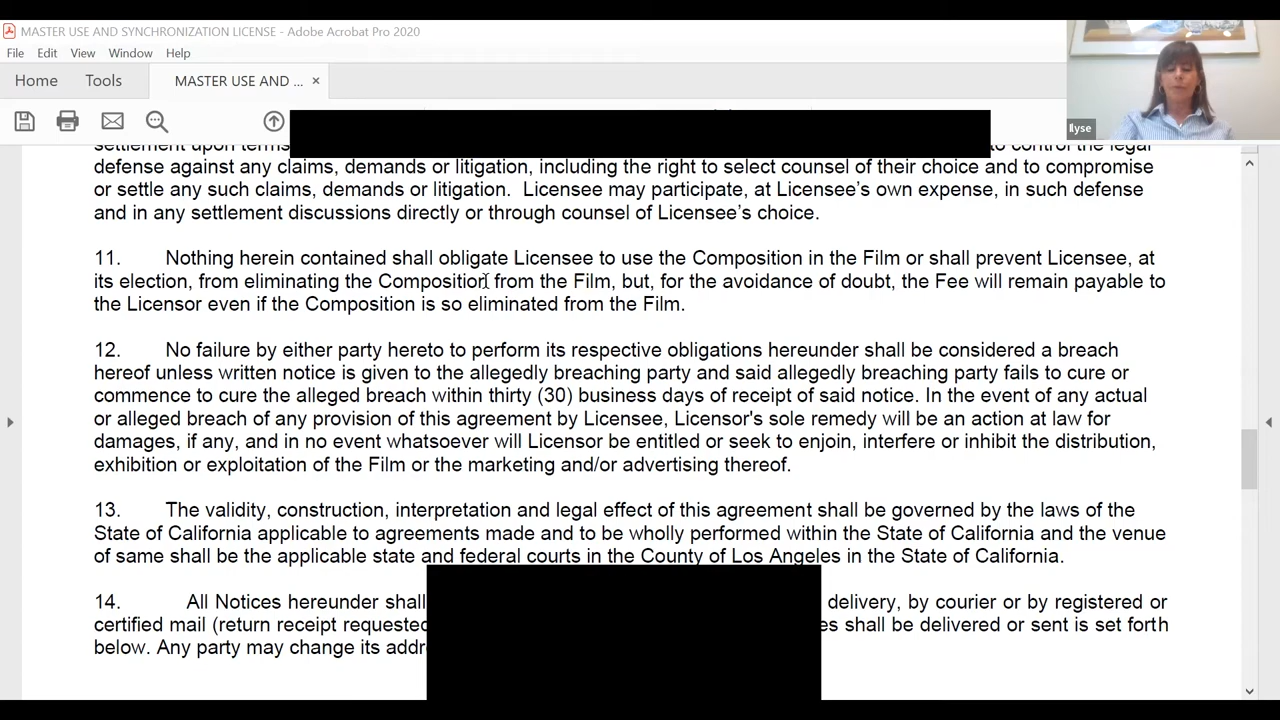 MASTER USE AND SYNCHRONIZATION LICENSE - Adobe Acrobat Pro 2020
File Edit View Window Help
Home Tools MASTER USE AND ... ×
Ilyse
settlement upon terms to control the legal
defense against any claims, demands or litigation, including the right to select counsel of their choice and to compromise
or settle any such claims, demands or litigation. Licensee may participate, at Licensee's own expense, in such defense
and in any settlement discussions directly or through counsel of Licensee's choice.
11. Nothing herein contained shall obligate Licensee to use the Composition in the Film or shall prevent Licensee, at
its election, from eliminating the Composition from the Film, but, for the avoidance of doubt, the Fee will remain payable to
the Licensor even if the Composition is so eliminated from the Film.
12. No failure by either party hereto to perform its respective obligations hereunder shall be considered a breach
hereof unless written notice is given to the allegedly breaching party and said allegedly breaching party fails to cure or
commence to cure the alleged breach within thirty (30) business days of receipt of said notice. In the event of any actual
or alleged breach of any provision of this agreement by Licensee, Licensor's sole remedy will be an action at law for
damages, if any, and in no event whatsoever will Licensor be entitled or seek to enjoin, interfere or inhibit the distribution,
exhibition or exploitation of the Film or the marketing and/or advertising thereof.
13. The validity, construction, interpretation and legal effect of this agreement shall be governed by the laws of the
State of California applicable to agreements made and to be wholly performed within the State of California and the venue
of same shall be the applicable state and federal courts in the County of Los Angeles in the State of California.
14. All Notices hereunder shall delivery, by courier or by registered or
certified mail (return receipt requested shall be delivered or sent is set forth
below. Any party may change its